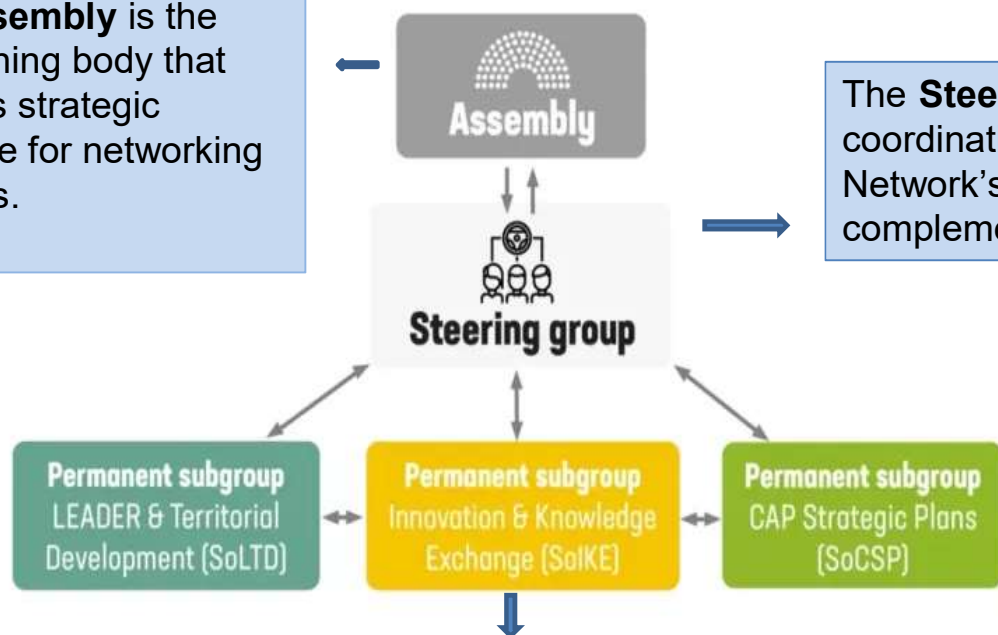 ssembly is the
ning body that
s strategic
e for networking
s.
Assembly
The Stee
coordinat
Network's
compleme
Steering group
Permanent subgroup
LEADER & Territorial
Development (SoLTD)
Permanent subgroup
Innovation & Knowledge
Exchange (SoIKE)
Permanent subgroup
CAP Strategic Plans
(SoCSP)